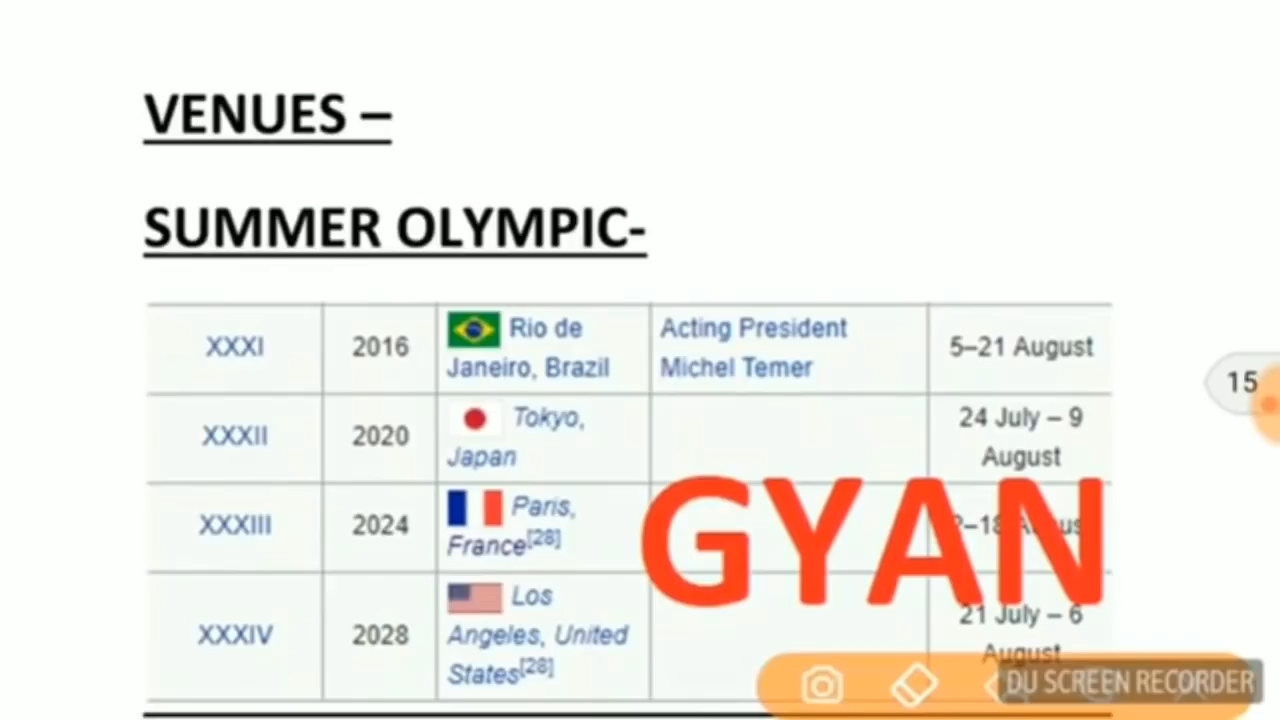 VENUES –
SUMMER OLYMPIC-
XXXI 2016 Rio de Janeiro, Brazil Acting President Michel Temer 5–21 August
XXXII 2020 Tokyo, Japan 24 July – 9 August
XXXIII 2024 Paris, France[28]
XXXIV 2028 Los Angeles, United States[28] 21 July – 6 August
GYAN
15
DU SCREEN RECORDER